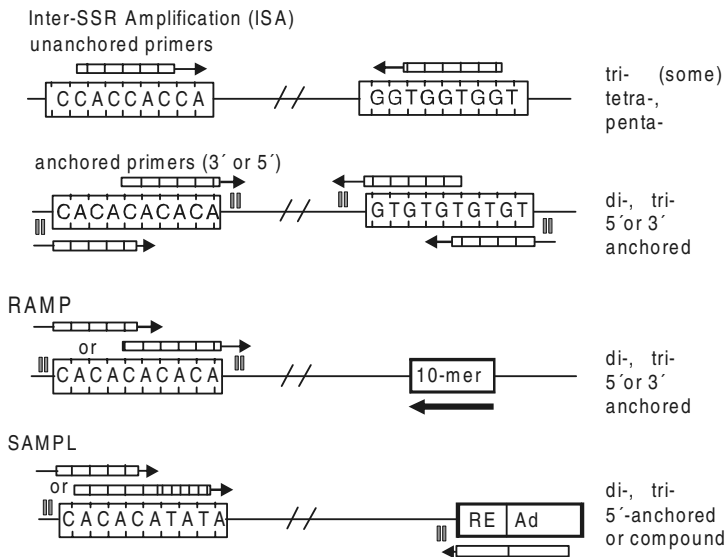 Inter-SSR Amplification (ISA)
unanchored primers
CCACCACCA
GGTGGTGGT
tri- (some)
tetra-,
penta-
anchored primers (3´ or 5´)
CACACACACA
GTGTGTGTGT
di-, tri-
5´or 3´
anchored
RAMP
or
CACACACACA
10-mer
di-, tri-
5´or 3´
anchored
SAMPL
or
CACACATATA
RE Ad
di-, tri-
5´-anchored
or compound